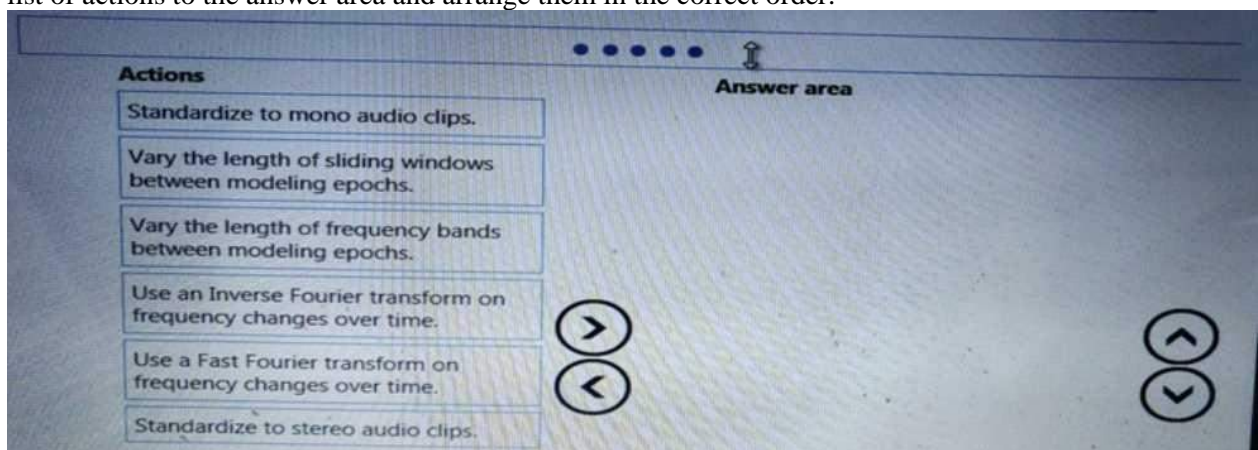 list of actions to the answer area and arrange them in the correct order.
Actions
Answer area
Standardize to mono audio clips.
Vary the length of sliding windows
between modeling epochs.
Vary the length of frequency bands
between modeling epochs.
Use an Inverse Fourier transform on
frequency changes over time.
Use a Fast Fourier transform on
frequency changes over time.
Standardize to stereo audio clips.